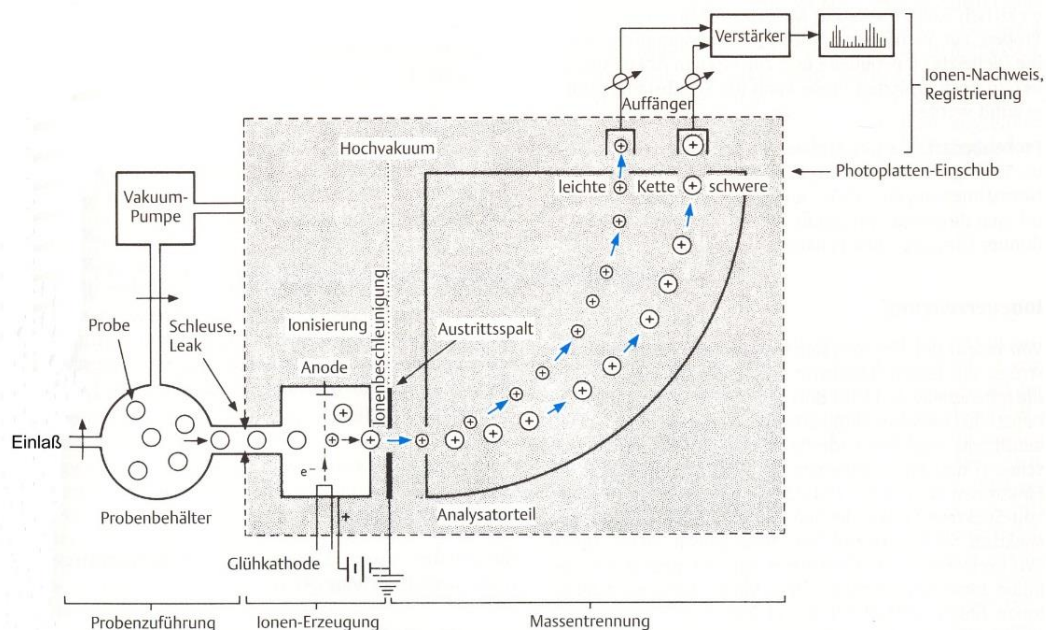 Verstärker
Ionen-Nachweis,
Registrierung
Auffänger
Hochvakuum
Photoplatten-Einschub
leichte Kette schwere
Vakuum-
Pumpe
Probe
Schleuse,
Leak
Ionisierung
Ionenbeschleunigung
Austrittsspalt
Anode
Einlaß
e⁻
Probenbehälter
+
Analysatorteil
Glühkathode
Probenzuführung
Ionen-Erzeugung
Massentrennung